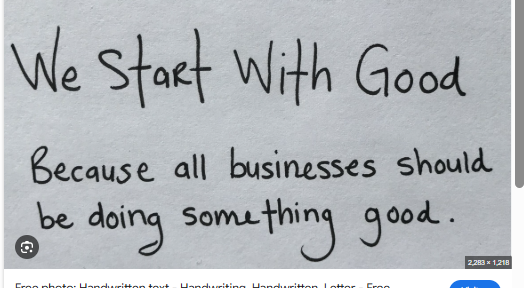 We Start With Good
Because all businesses should
be doing something good.
2,283 × 1,218
Free photo: Handwritten text - Handwriting, Handwritten, Letter - Free